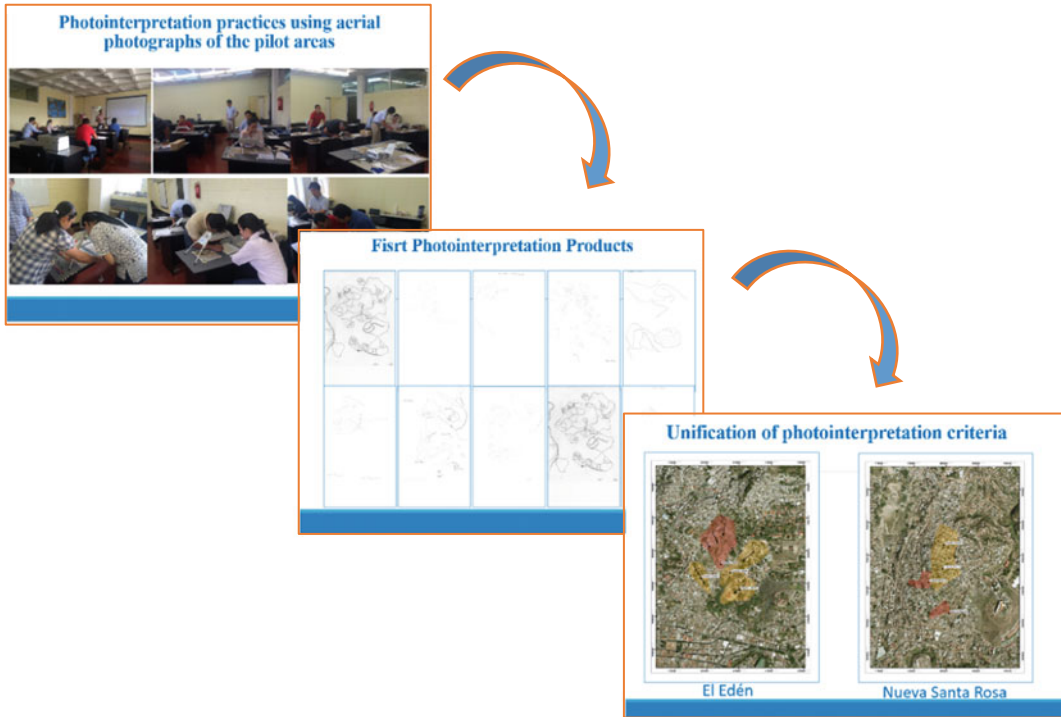 Photointerpretation practices using aerial
photographs of the pilot areas
Fisrt Photointerpretation Products
Unification of photointerpretation criteria
El Edén
Nueva Santa Rosa